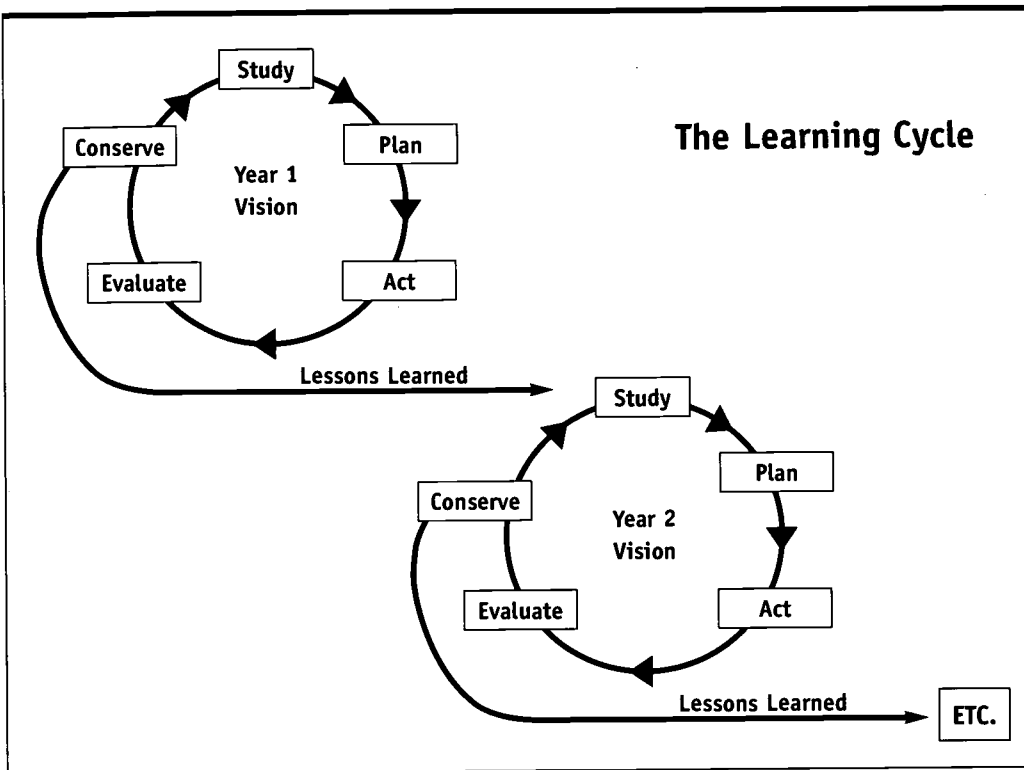 The Learning Cycle
Study
Plan
Act
Evaluate
Conserve
Year 1
Vision
Lessons Learned
Study
Plan
Act
Evaluate
Conserve
Year 2
Vision
Lessons Learned
ETC.